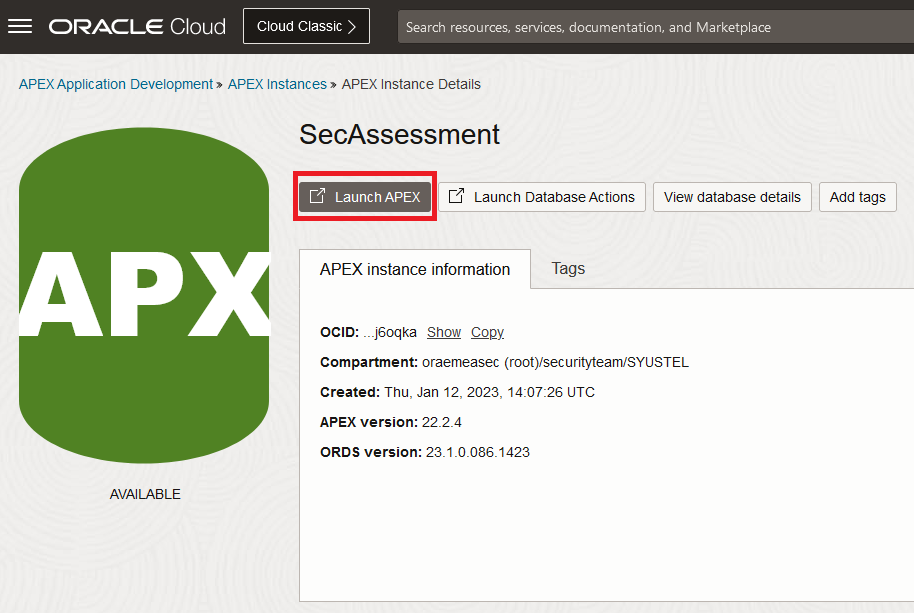 ORACLE Cloud
Cloud Classic
Search resources, services, documentation, and Marketplace
APEX Application Development » APEX Instances » APEX Instance Details
SecAssessment
Launch APEX
Launch Database Actions
View database details
Add tags
APX
AVAILABLE
APEX instance information
Tags
OCID: ...j6oqka Show Copy
Compartment: oraemeasec (root)/securityteam/SYUSTEL
Created: Thu, Jan 12, 2023, 14:07:26 UTC
APEX version: 22.2.4
ORDS version: 23.1.0.086.1423